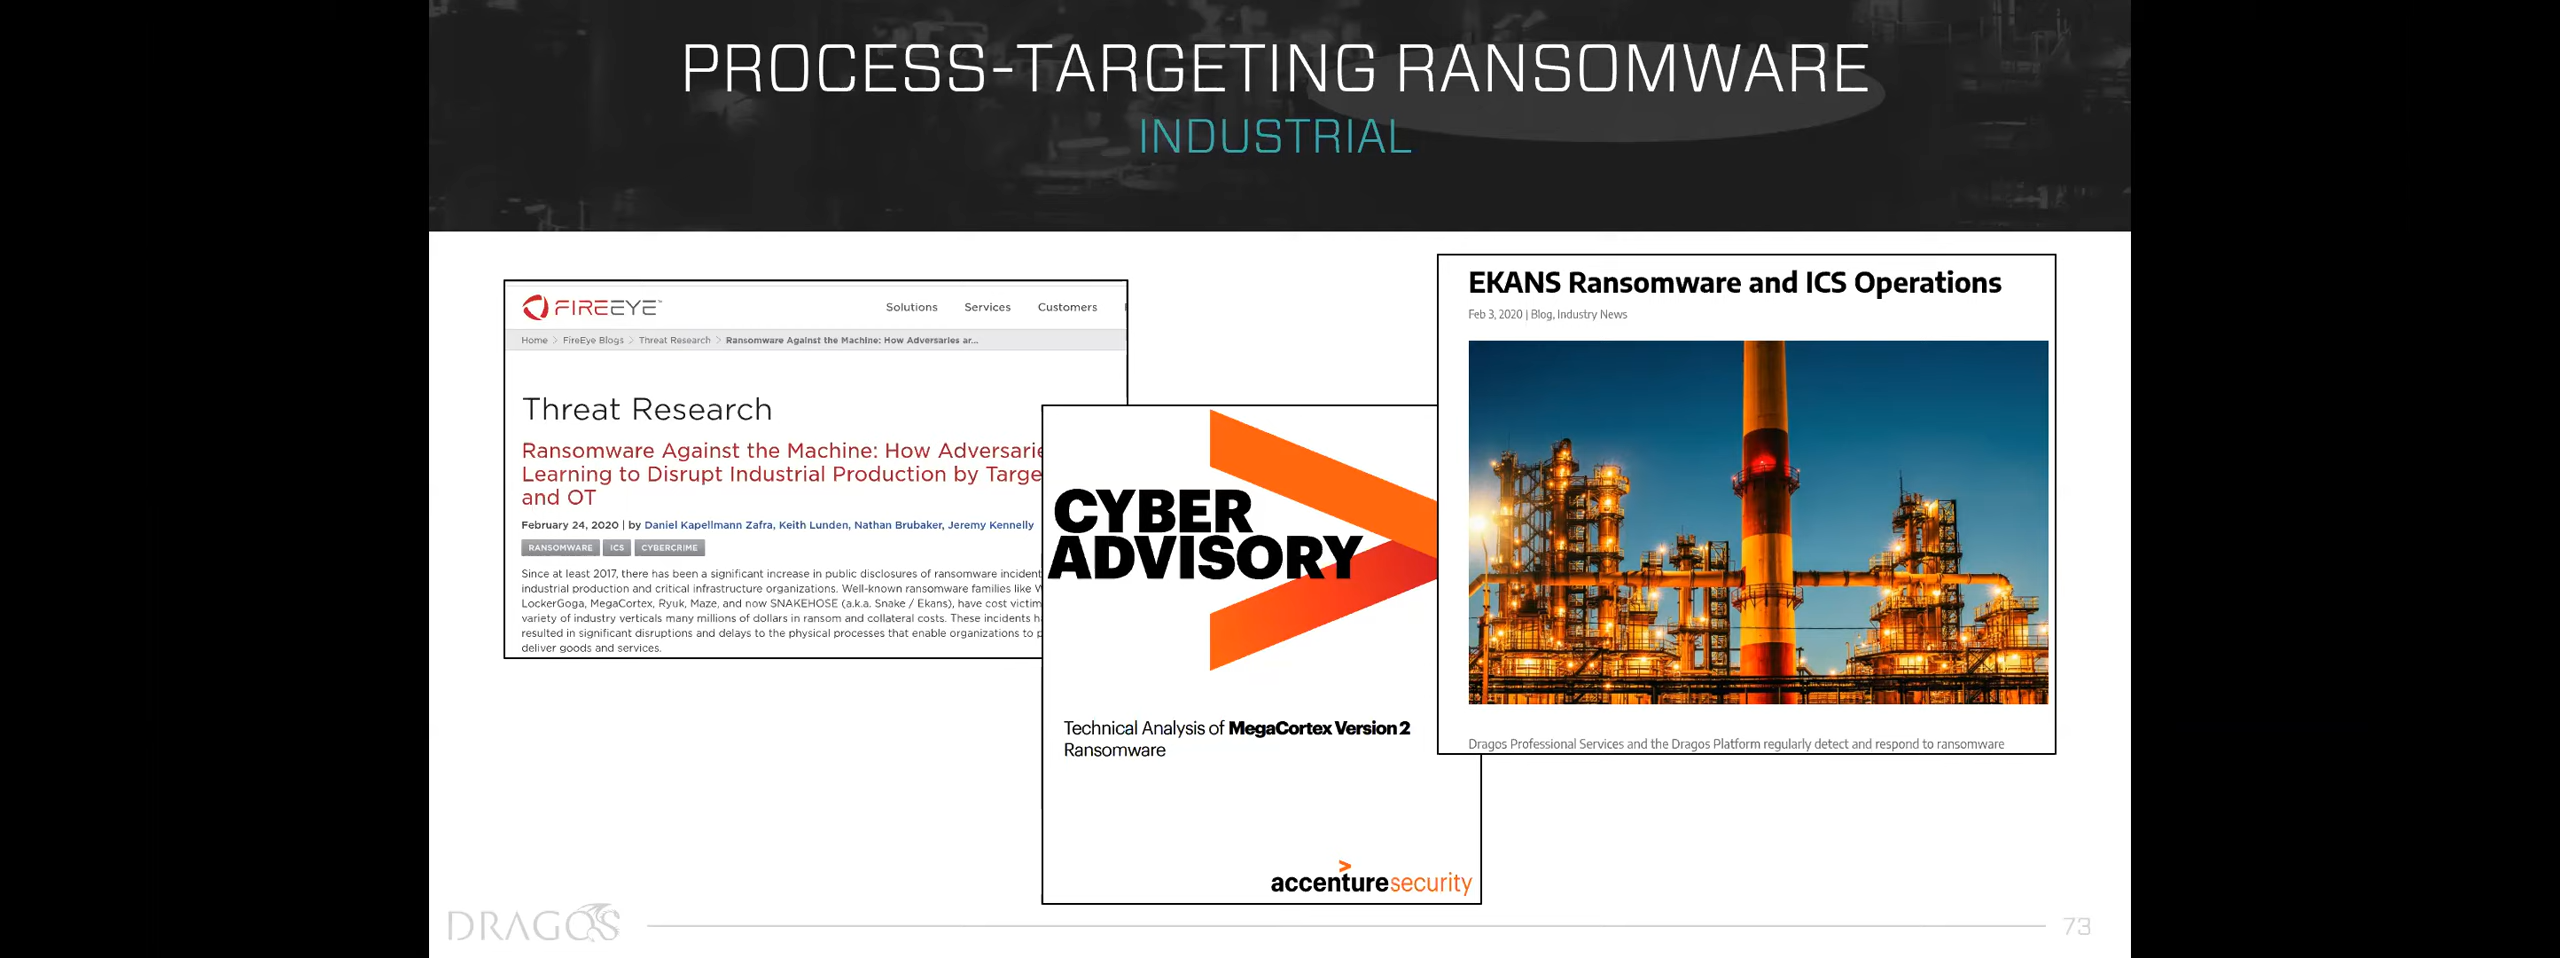 PROCESS-TARGETING RANSOMWARE
INDUSTRIAL
FIREEYE™
Solutions Services Customers
Home > FireEye Blogs > Threat Research > Ransomware Against the Machine: How Adversaries ar...
Threat Research
Ransomware Against the Machine: How Adversarie
Learning to Disrupt Industrial Production by Targe
and OT
February 24, 2020 | by Daniel Kapellmann Zafra, Keith Lunden, Nathan Brubaker, Jeremy Kennelly
RANSOMWARE ICS CYBERCRIME
Since at least 2017, there has been a significant increase in public disclosures of ransomware incident
industrial production and critical infrastructure organizations. Well-known ransomware families like
LockerGoga, MegaCortex, Ryuk, Maze, and now SNAKEHOSE (a.k.a. Snake / Ekans), have cost victim
variety of industry verticals many millions of dollars in ransom and collateral costs. These incidents
resulted in significant disruptions and delays to the physical processes that enable organizations to
deliver goods and services.
CYBER
ADVISORY
Technical Analysis of MegaCortex Version 2
Ransomware
accenturesecurity
EKANS Ransomware and ICS Operations
Feb 3, 2020 | Blog, Industry News
Dragos Professional Services and the Dragos Platform regularly detect and respond to ransomware
DRAGOS
73